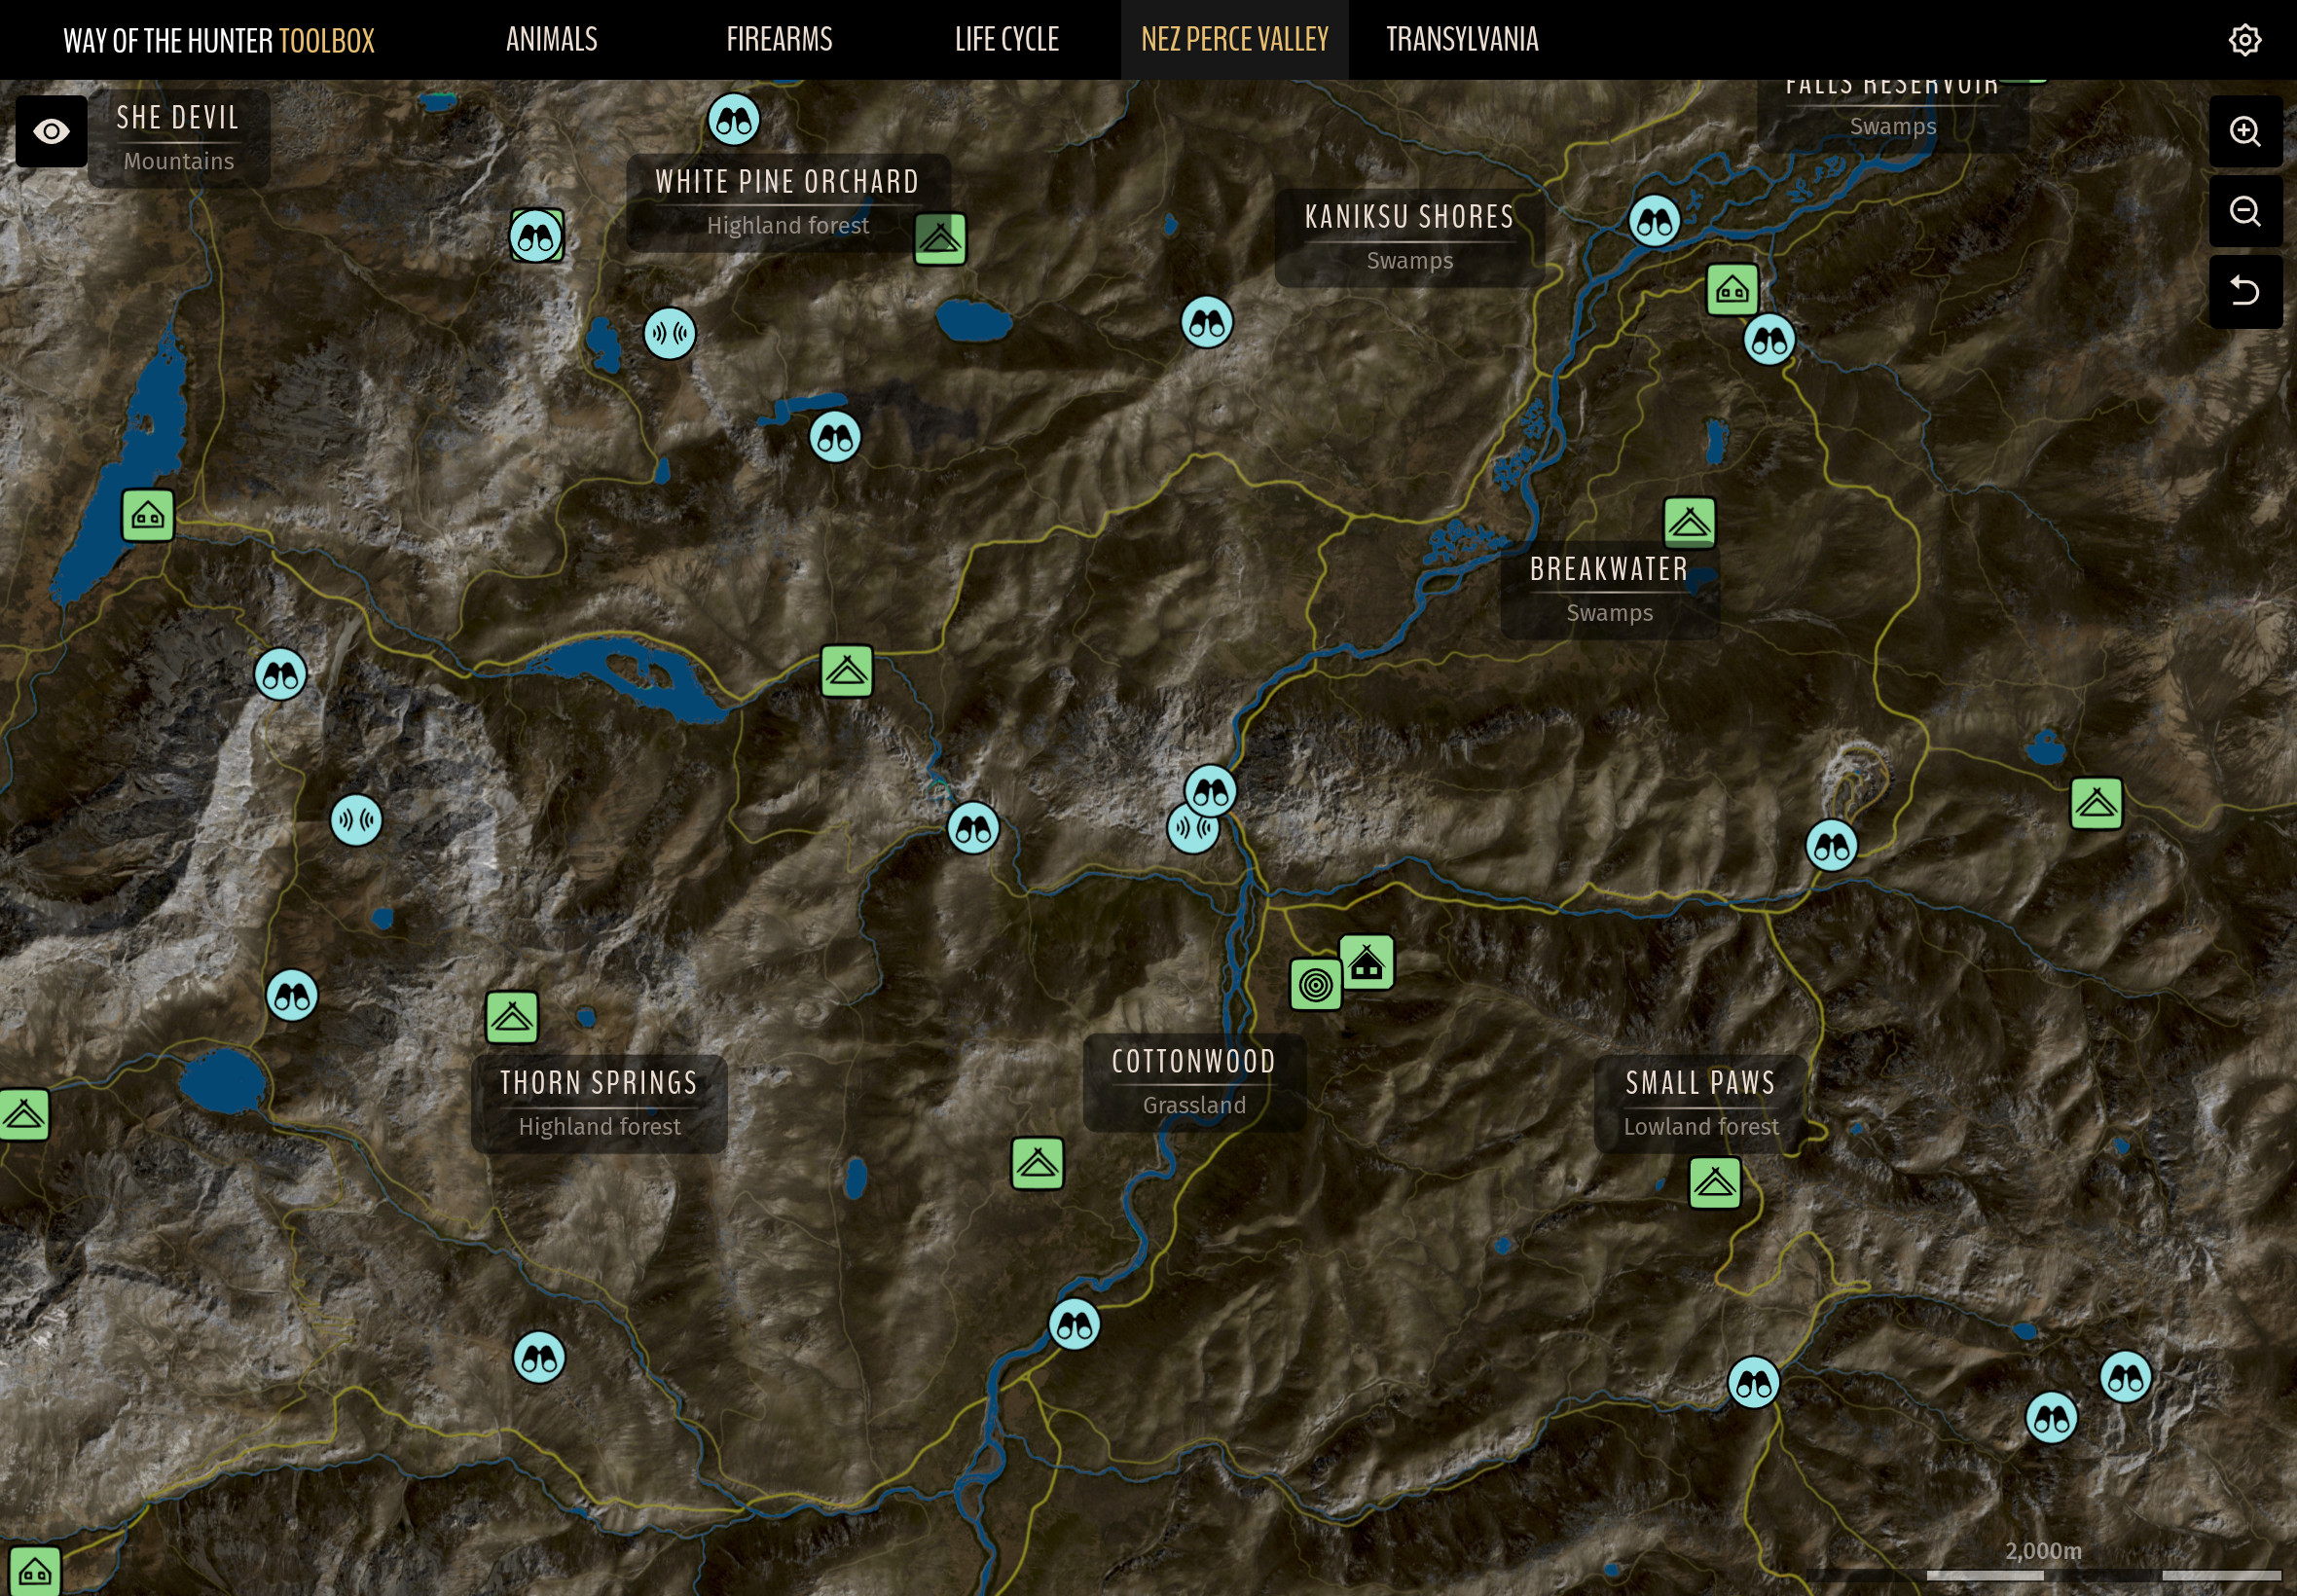 WAY OF THE HUNTER TOOLBOX
ANIMALS
FIREARMS
LIFE CYCLE
NEZ PERCE VALLEY
TRANSYLVANIA
SHE DEVIL
Mountains
WHITE PINE ORCHARD
Highland forest
KANIKSU SHORES
Swamps
FALLS RESERVOIR
Swamps
BREAKWATER
Swamps
THORN SPRINGS
Highland forest
COTTONWOOD
Grassland
SMALL PAWS
Lowland forest
2,000m